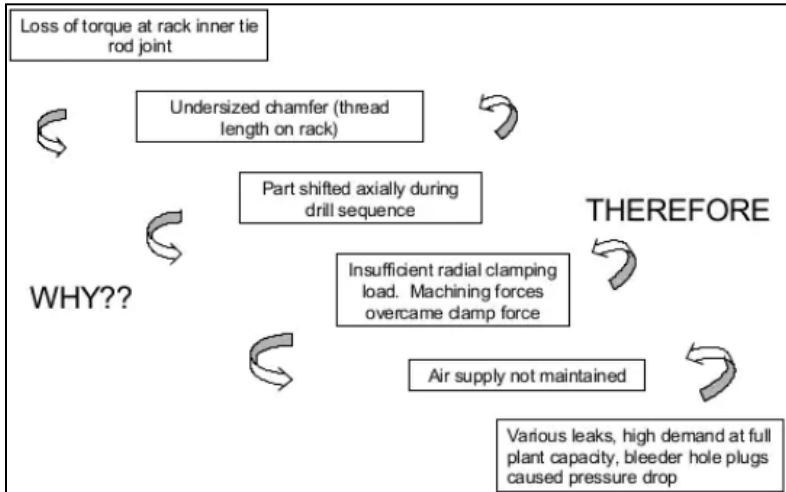 Loss of torque at rack inner tie
rod joint
Undersized chamfer (thread
length on rack)
Part shifted axially during
drill sequence
THEREFORE
Insufficient radial clamping
load. Machining forces
overcame clamp force
WHY??
Air supply not maintained
Various leaks, high demand at full
plant capacity, bleeder hole plugs
caused pressure drop